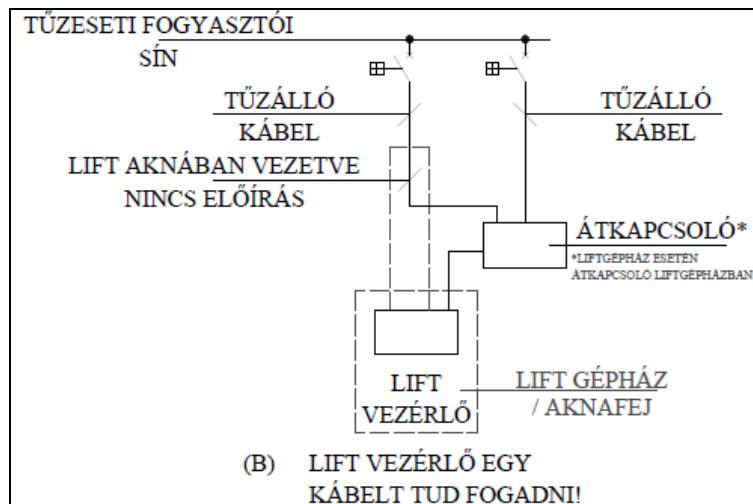 TŰZESETI FOGYASZTÓI
SÍN
TŰZÁLLÓ
KÁBEL
TŰZÁLLÓ
KÁBEL
LIFT AKNÁBAN VEZETVE
NINCS ELŐÍRÁS
ÁTKAPCSOLÓ*
*LIFTGÉPHÁZ ESETÉN
ÁTKAPCSOLÓ LIFTGÉPHÁZBAN
LIFT
VEZÉRLŐ
LIFT GÉPHÁZ
/ AKNAFEJ
(B) LIFT VEZÉRLŐ EGY
KÁBELT TUD FOGADNI!